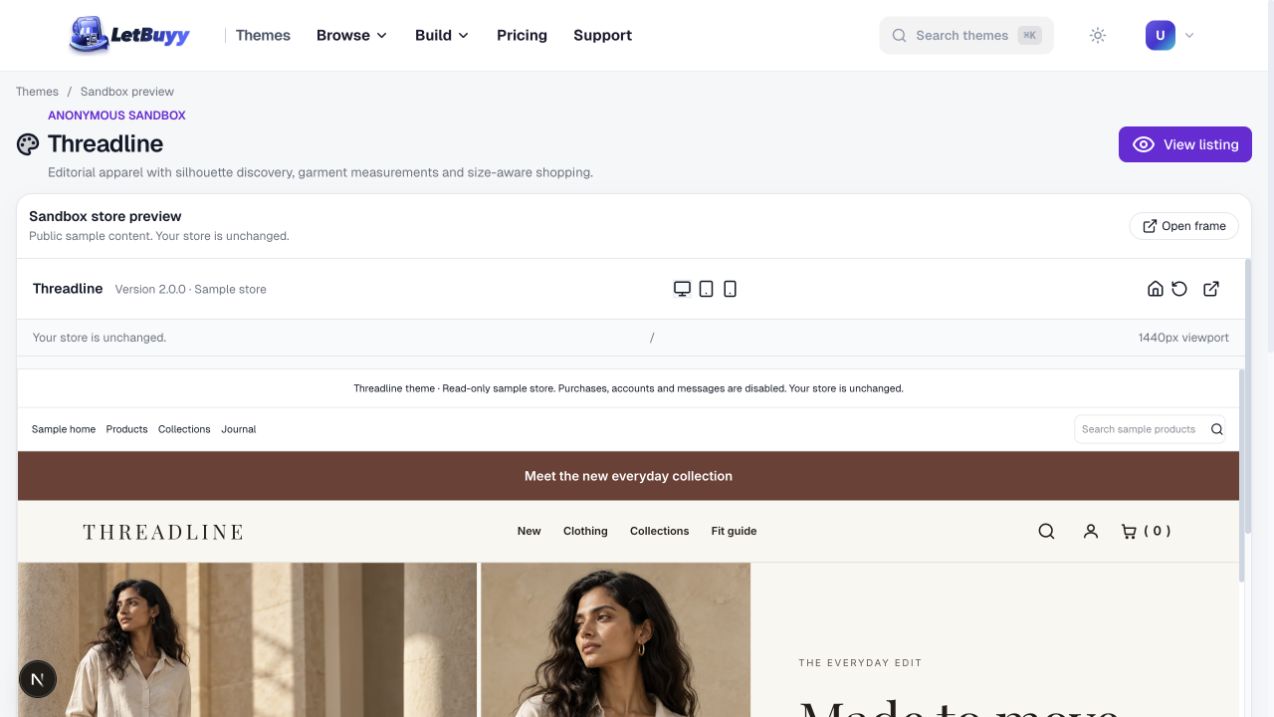 LetBuyy
Themes
Browse
Build
Pricing
Support
Search themes
⌘K
U
Themes / Sandbox preview
ANONYMOUS SANDBOX
Threadline
View listing
Editorial apparel with silhouette discovery, garment measurements and size-aware shopping.
Sandbox store preview
Public sample content. Your store is unchanged.
Open frame
Threadline
Version 2.0.0 · Sample store
Your store is unchanged.
/
1440px viewport
Threadline theme · Read-only sample store. Purchases, accounts and messages are disabled. Your store is unchanged.
Sample home
Products
Collections
Journal
Search sample products
Meet the new everyday collection
THREADLINE
New
Clothing
Collections
Fit guide
( 0 )
THE EVERYDAY EDIT
Made to move
N